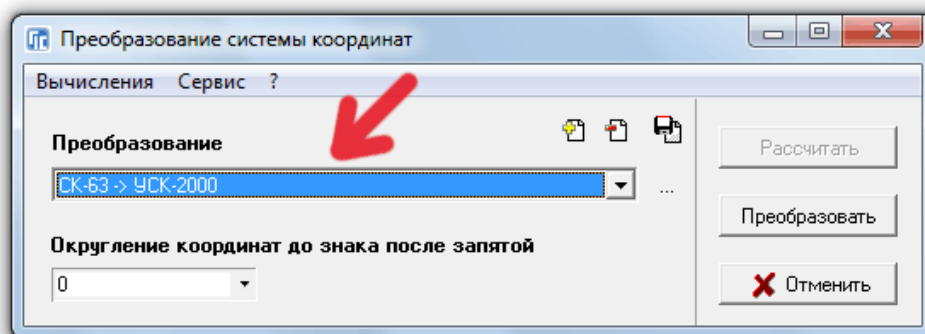 Преобразование системы координат
Вычисления Сервис ?
Преобразование
СК-63 -> УСК-2000
...
Округление координат до знака после запятой
0
Рассчитать
Преобразовать
Отменить